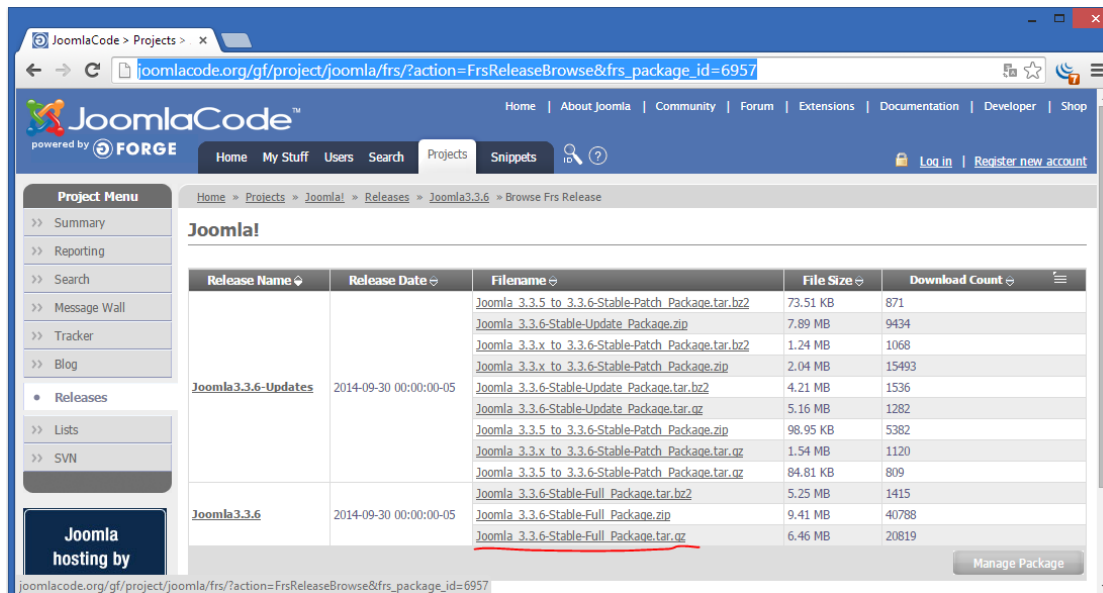 JoomlaCode > Projects >
joomlacode.org/gf/project/joomla/frs/?action=FrsReleaseBrowse&frs_package_id=6957
Home | About Joomla | Community | Forum | Extensions | Documentation | Developer | Shop
JoomlaCode™
powered by FORGE
Home My Stuff Users Search Projects Snippets ID ?
Log in | Register new account
Project Menu
Home » Projects » Joomla! » Releases » Joomla3.3.6 » Browse Frs Release
>> Summary
Joomla!
>> Reporting
>> Search
>> Message Wall
>> Tracker
>> Blog
• Releases
>> Lists
>> SVN
Release Name Release Date Filename File Size Download Count
Joomla_3.3.5_to_3.3.6-Stable-Patch_Package.tar.bz2 73.51 KB 871
Joomla_3.3.6-Stable-Update_Package.zip 7.89 MB 9434
Joomla_3.3.x_to_3.3.6-Stable-Patch_Package.tar.bz2 1.24 MB 1068
Joomla_3.3.x_to_3.3.6-Stable-Patch_Package.zip 2.04 MB 15493
Joomla3.3.6-Updates 2014-09-30 00:00:00-05 Joomla_3.3.6-Stable-Update_Package.tar.bz2 4.21 MB 1536
Joomla_3.3.6-Stable-Update_Package.tar.gz 5.16 MB 1282
Joomla_3.3.5_to_3.3.6-Stable-Patch_Package.zip 98.95 KB 5382
Joomla_3.3.x_to_3.3.6-Stable-Patch_Package.tar.gz 1.54 MB 1120
Joomla_3.3.5_to_3.3.6-Stable-Patch_Package.tar.gz 84.81 KB 809
Joomla_3.3.6-Stable-Full_Package.tar.bz2 5.25 MB 1415
Joomla3.3.6 2014-09-30 00:00:00-05 Joomla_3.3.6-Stable-Full_Package.zip 9.41 MB 40788
Joomla_3.3.6-Stable-Full_Package.tar.gz 6.46 MB 20819
Manage Package
Joomla
hosting by
joomlacode.org/gf/project/joomla/frs/?action=FrsReleaseBrowse&frs_package_id=6957